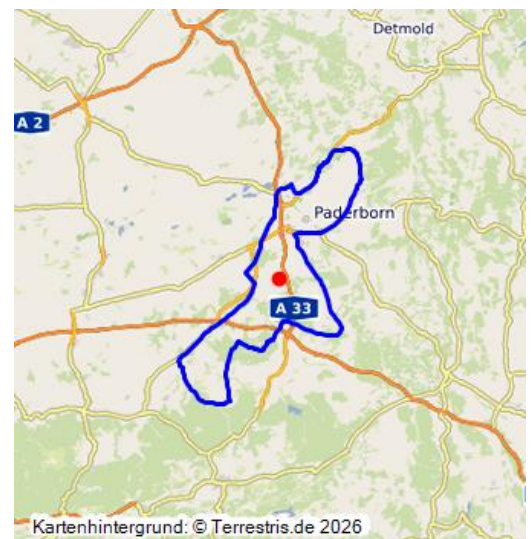 Detmold
A 2
Paderborn
A 33
Kartenhintergrund: © Terrestris.de 2026